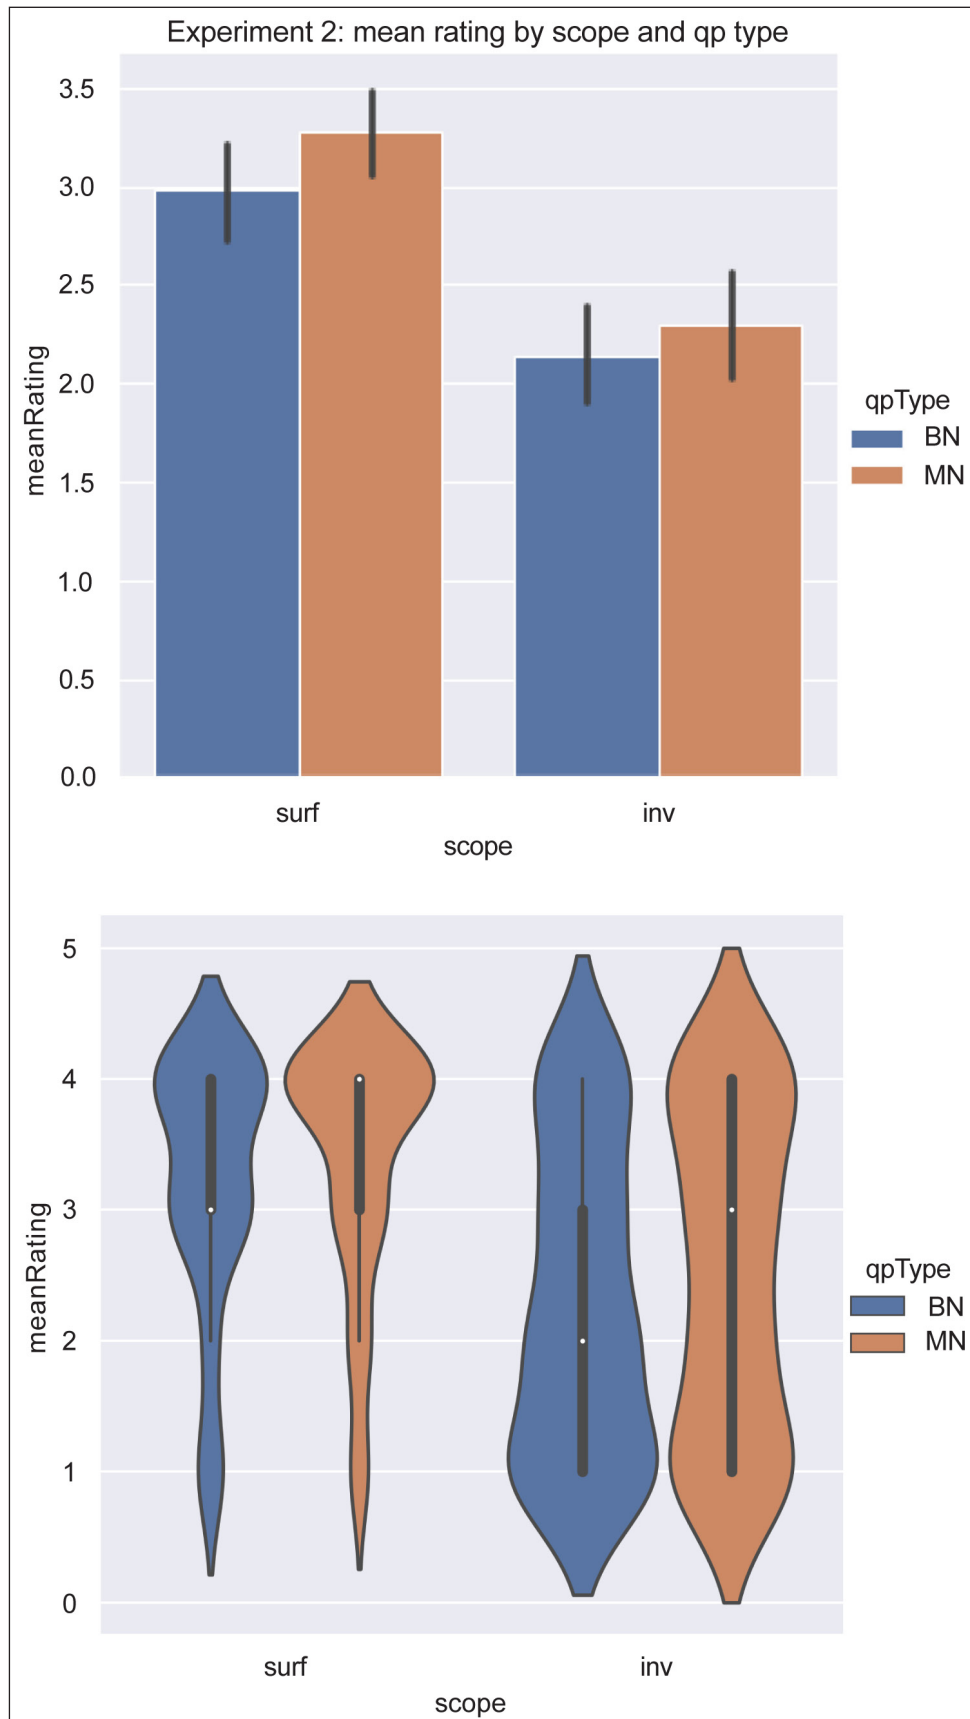 Experiment 2: mean rating by scope and qp type
3.5
3.0
2.5
2.0
1.5
1.0
0.5
0.0
meanRating
surf
inv
scope
qpType
BN
MN
5
4
3
2
1
0
meanRating
surf
inv
scope
qpType
BN
MN